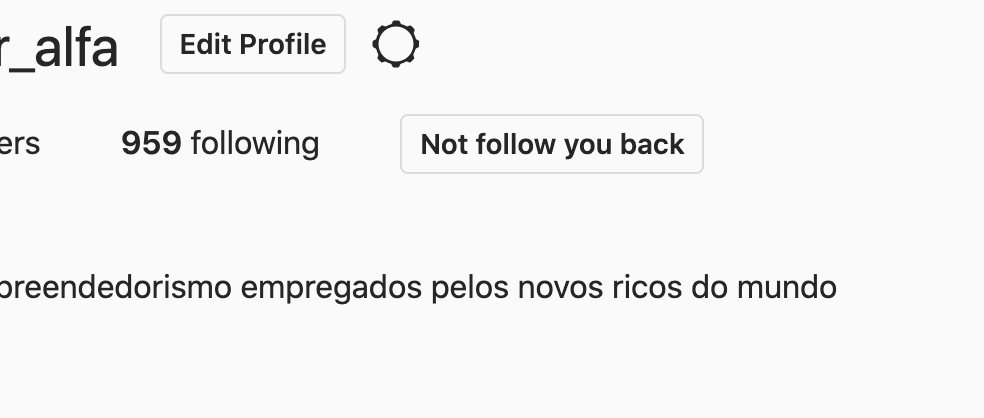 r_alfa Edit Profile
ers 959 following Not follow you back
preendedorismo empregados pelos novos ricos do mundo